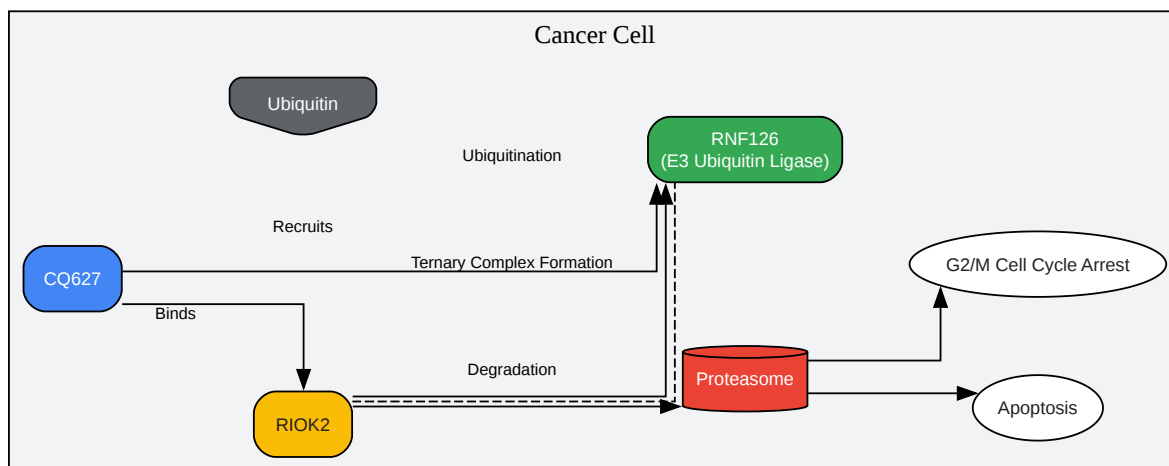 Cancer Cell
Ubiquitin
RNF126
(E3 Ubiquitin Ligase)
Ubiquitination
Recruits
CQ627
Ternary Complex Formation
G2/M Cell Cycle Arrest
Binds
Degradation
Proteasome
RIOK2
Apoptosis